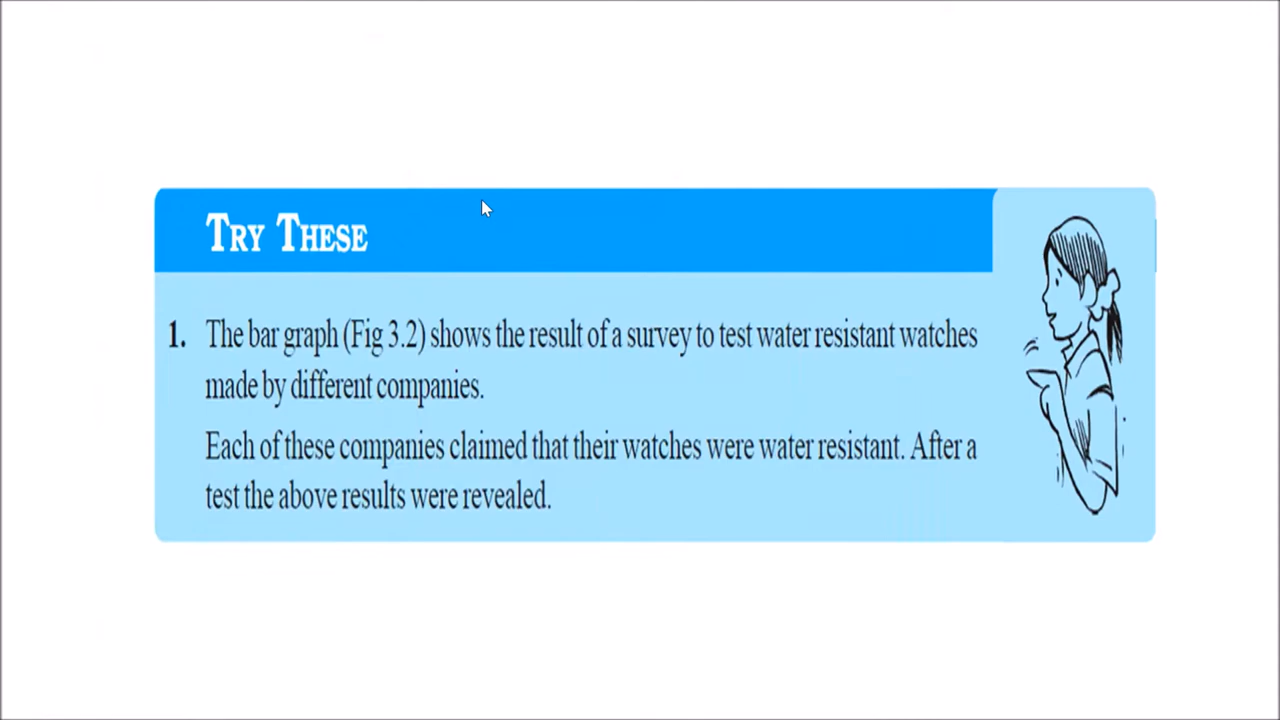 TRY THESE
1. The bar graph (Fig 3.2) shows the result of a survey to test water resistant watches
made by different companies.
Each of these companies claimed that their watches were water resistant. After a
test the above results were revealed.